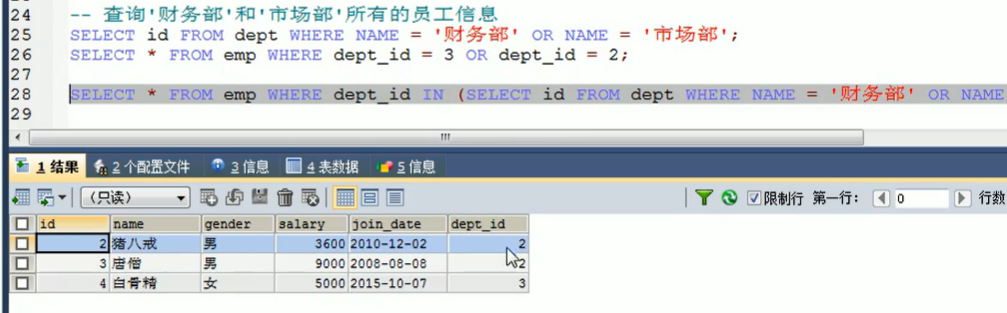 24 -- 查询'财务部'和'市场部'所有的员工信息
25 SELECT id FROM dept WHERE NAME = '财务部' OR NAME = '市场部';
26 SELECT * FROM emp WHERE dept_id = 3 OR dept_id = 2;
27
28 SELECT * FROM emp WHERE dept_id IN (SELECT id FROM dept WHERE NAME = '财务部' OR NAME
29
1 结果 2 个配置文件 3 信息 4 表数据 5 信息
(只读) 限制行 第一行: 0 行数
id name gender salary join_date dept_id
2 猪八戒 男 3600 2010-12-02 2
3 唐僧 男 9000 2008-08-08 2
4 白骨精 女 5000 2015-10-07 3